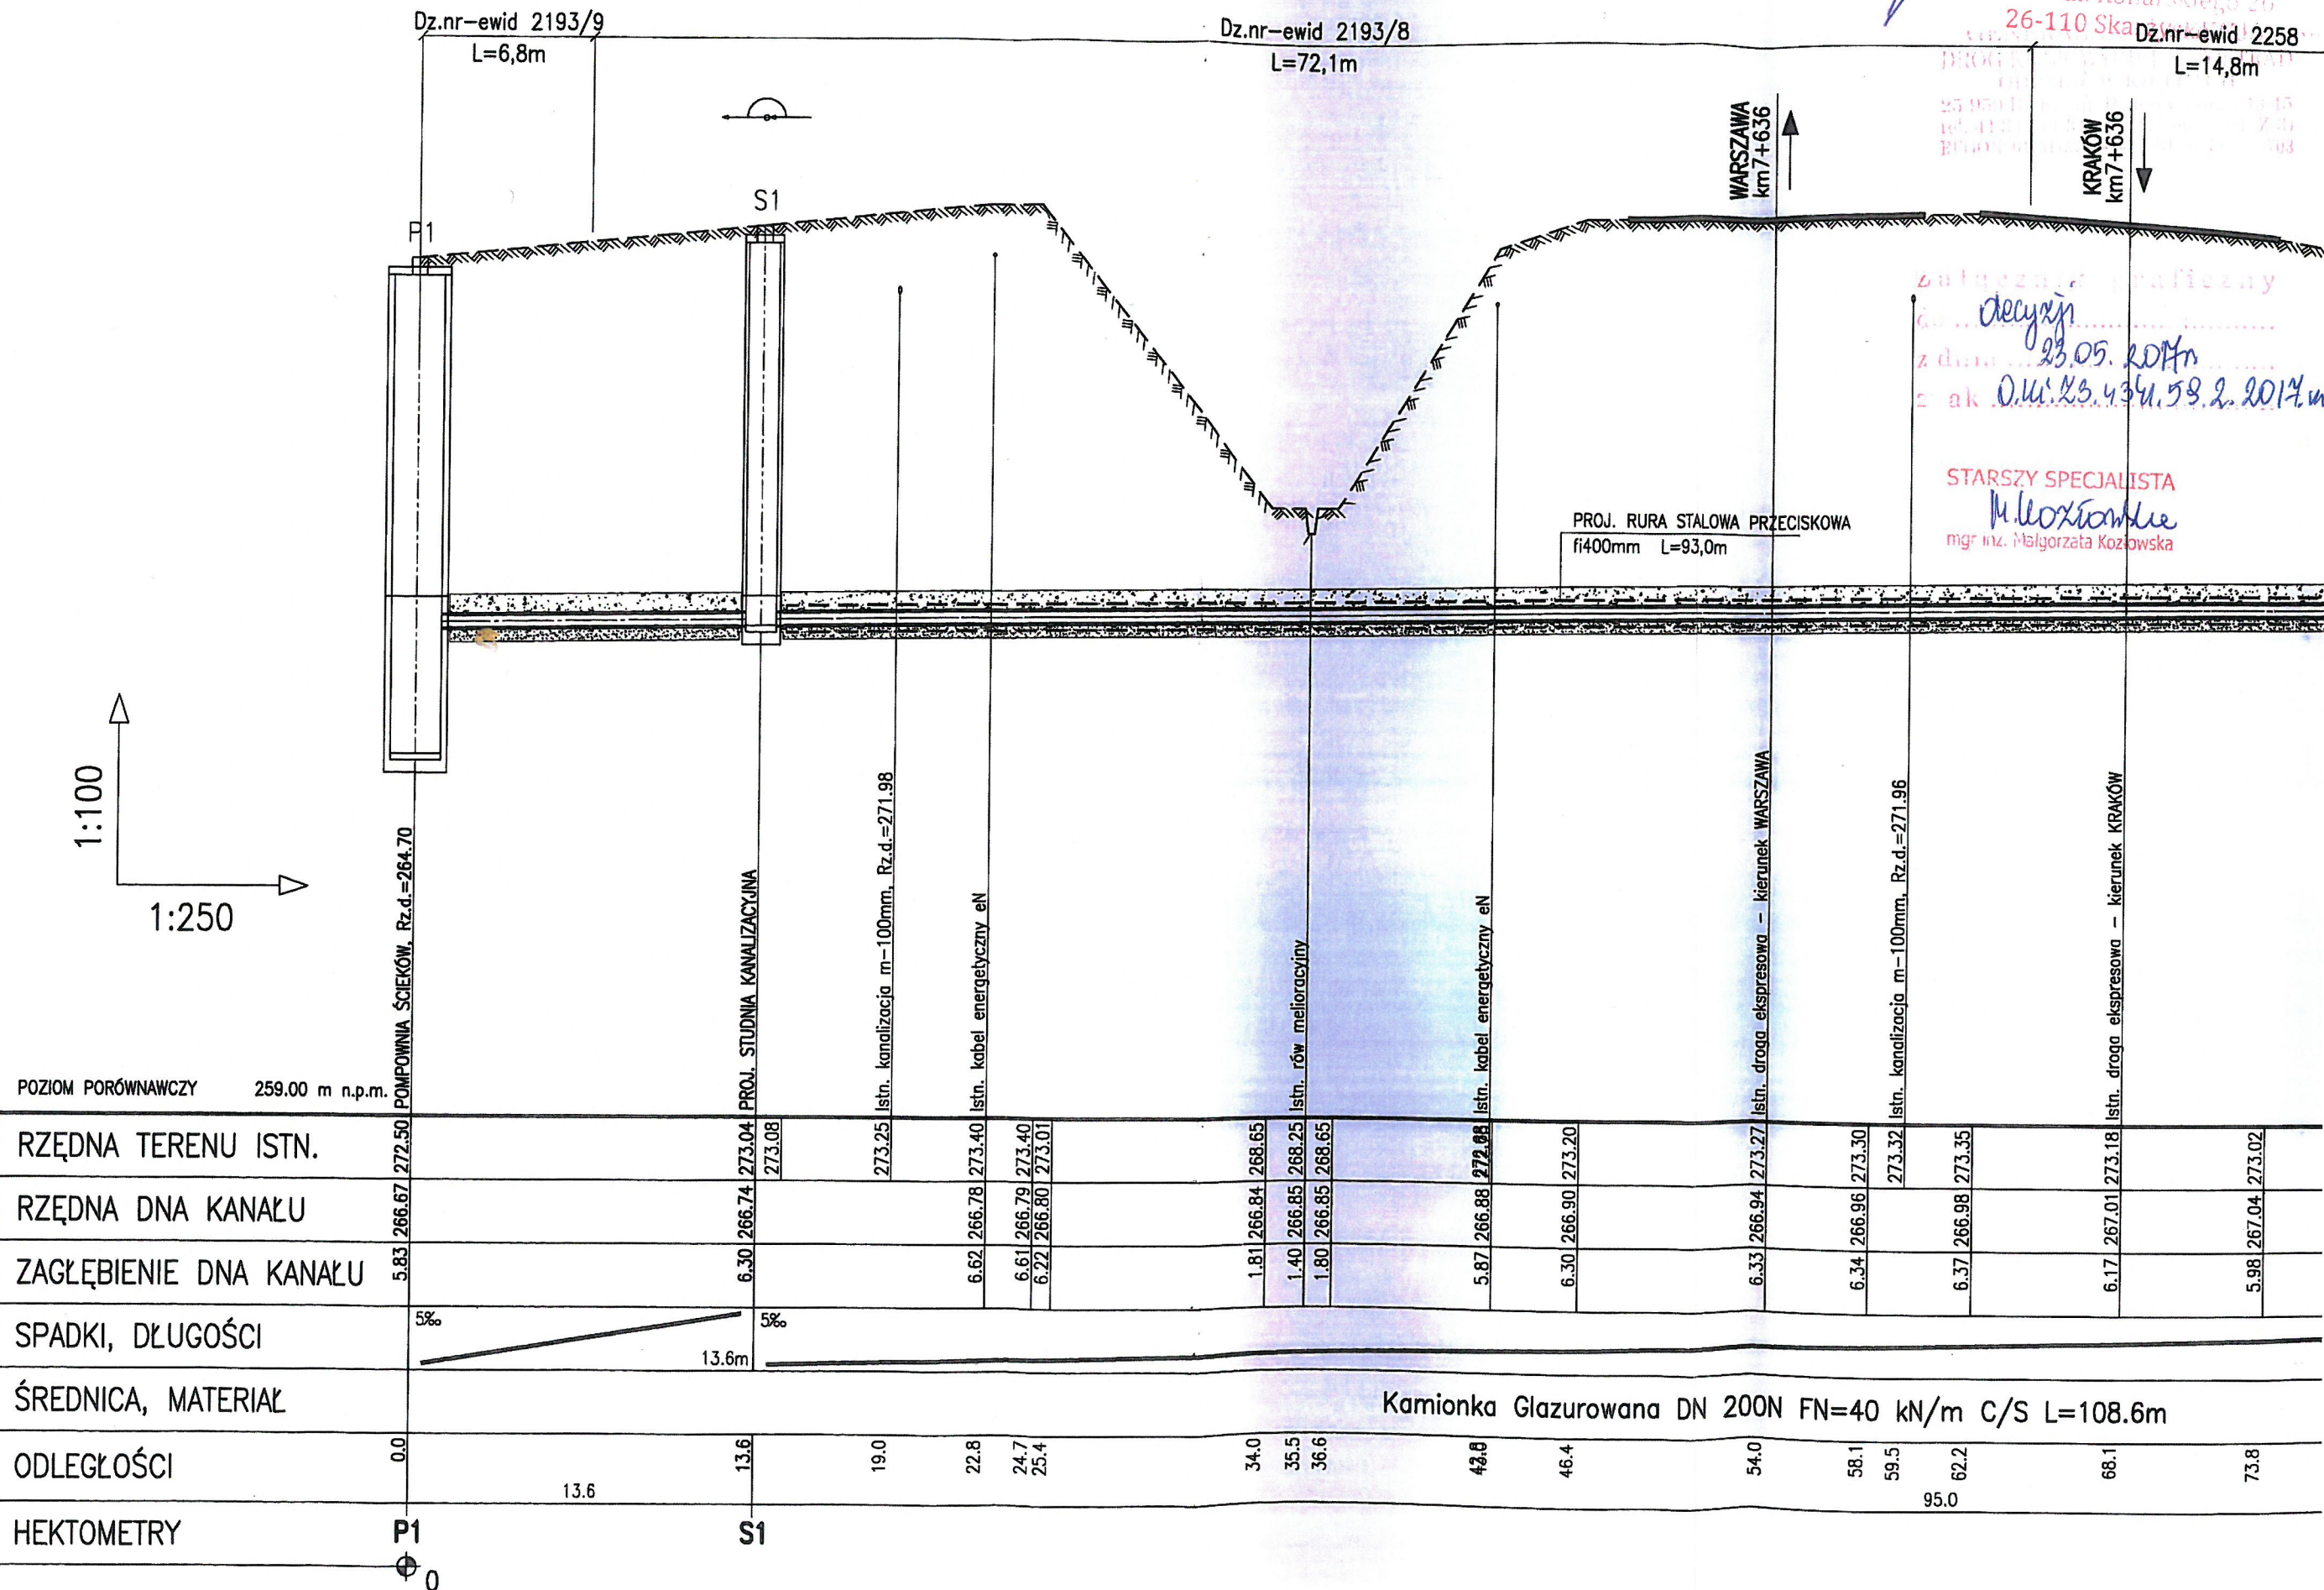 Dz.nr-ewid 2193/9
L=6,8m
Dz.nr-ewid 2193/8
L=72,1m
26-110
Dz.nr-ewid 2258
L=14,8m
WARSZAWA
km7+636
KRAKÓW
km7+636
P1
S1
decyzji
z dnia 23.05.2017r
STARSZY SPECJALISTA
M. Kozłowska
mgr inż. Małgorzata Kozłowska
PROJ. RURA STALOWA PRZECISKOWA
fi400mm L=93,0m
1:100
1:250
POMPOWNIA ŚCIEKÓW, Rz.d.=264.70
PROJ. STUDNIA KANALIZACYJNA
Istn. kanalizacja m-100mm, Rz.d.=271.98
Istn. kabel energetyczny eN
Istn. rów melioracyjny
Istn. kabel energetyczny eN
Istn. droga ekspresowa - kierunek WARSZAWA
Istn. kanalizacja m-100mm, Rz.d.=271.96
Istn. droga ekspresowa - kierunek KRAKÓW
POZIOM PORÓWNAWCZY 259.00 m n.p.m.
RZĘDNA TERENU ISTN. 272.50 273.04 273.08 273.25 273.40 273.40 273.01 268.65 268.25 268.65 273.20 273.27 273.30 273.32 273.35 273.18 273.02
RZĘDNA DNA KANAŁU 266.67 266.74 266.78 266.79 266.80 266.84 266.85 266.85 266.88 266.90 266.94 266.96 266.98 267.01 267.04
ZAGŁĘBIENIE DNA KANAŁU 5.83 6.30 6.62 6.61 6.22 1.81 1.40 1.80 5.87 6.30 6.33 6.34 6.37 6.17 5.98
SPADKI, DŁUGOŚCI 5‰ 13.6m 5‰
ŚREDNICA, MATERIAŁ Kamionka Glazurowana DN 200N FN=40 kN/m C/S L=108.6m
ODLEGŁOŚCI 0.0 13.6 19.0 22.8 24.7 25.4 34.0 35.5 36.6 46.4 54.0 58.1 59.5 62.2 68.1 73.8
13.6 95.0
HEKTOMETRY P1 S1
0